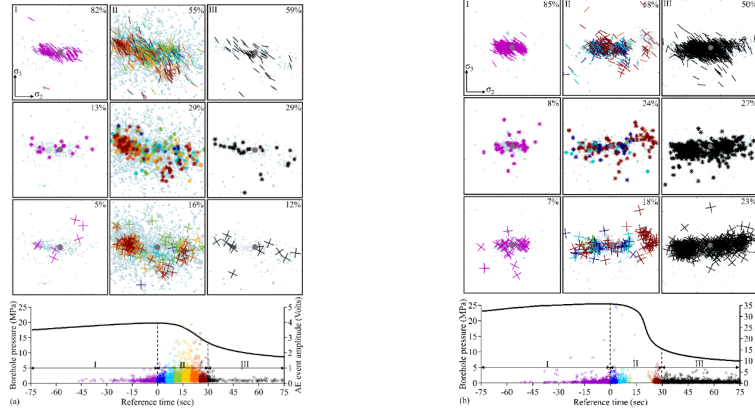 I 82% II 55% III 59%
σ1
σ2
13% 29% 29%
5% 16% 12%
Borehole pressure (MPa)
25
20
15
10
5
0
I II III
5
4
3
2
1
0
AE event amplitude (Volts)
-75 -60 -45 -30 -15 0 15 30 45 60 75
(a) Reference time (sec)
I 85% II 68% III 50%
σ1
σ2
8% 24% 27%
7% 18% 23%
Borehole pressure (MPa)
25
20
15
10
5
0
I II III
35
30
25
20
15
10
5
0
-75 -60 -45 -30 -15 0 15 30 45 60 75
(b) Reference time (sec)